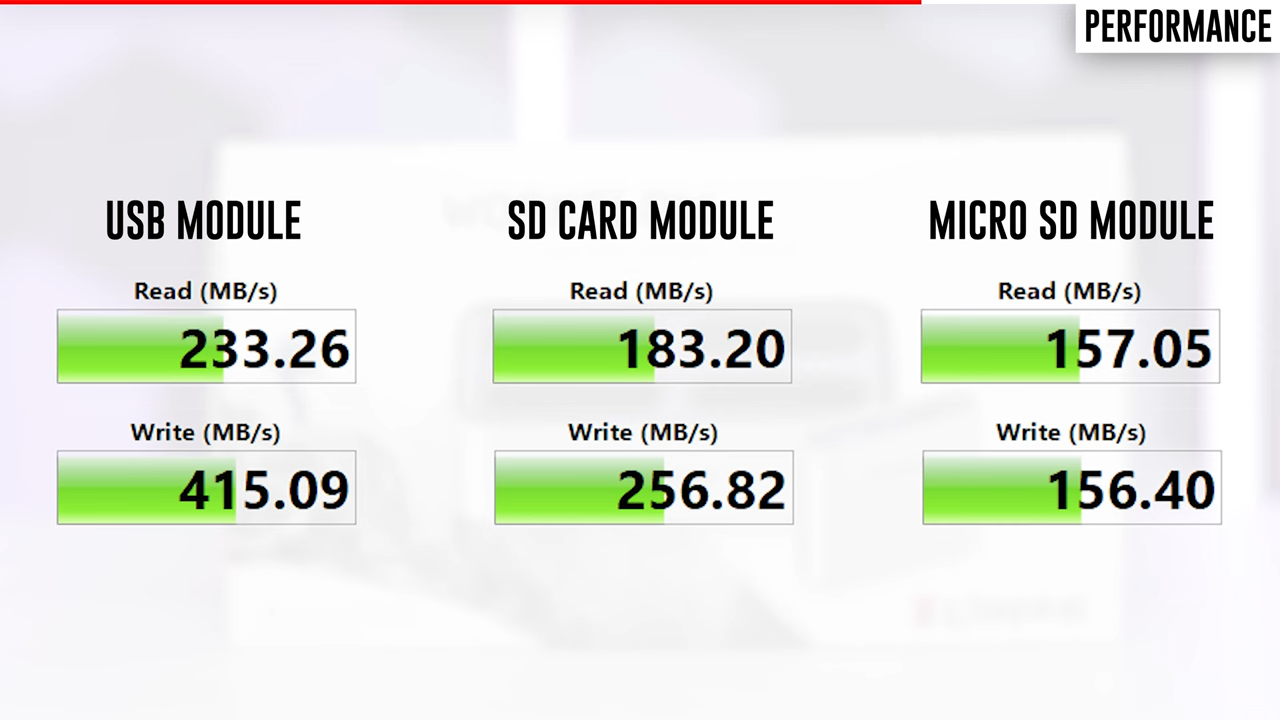 PERFORMANCE
USB MODULE
Read (MB/s)
233.26
Write (MB/s)
415.09
SD CARD MODULE
Read (MB/s)
183.20
Write (MB/s)
256.82
MICRO SD MODULE
Read (MB/s)
157.05
Write (MB/s)
156.40